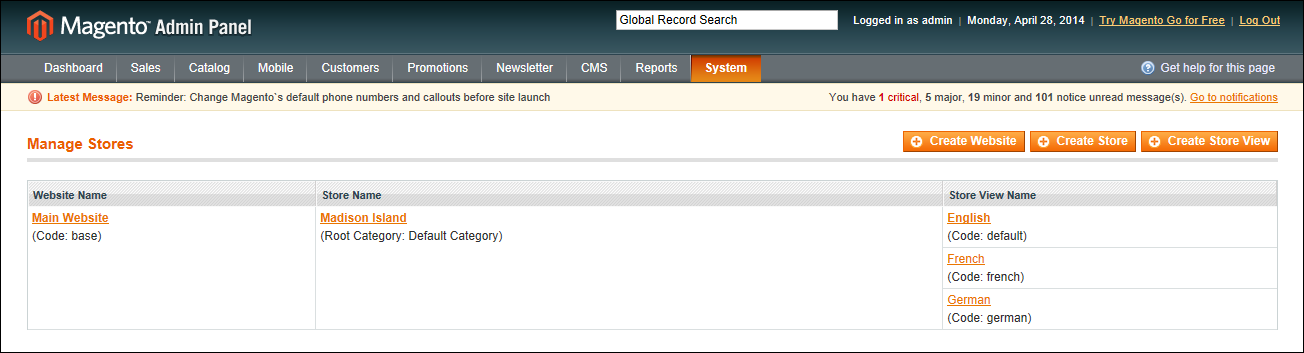 Magento™ Admin Panel
Global Record Search
Logged in as admin | Monday, April 28, 2014 | Try Magento Go for Free | Log Out
Dashboard Sales Catalog Mobile Customers Promotions Newsletter CMS Reports System Get help for this page
Latest Message: Reminder: Change Magento`s default phone numbers and callouts before site launch You have 1 critical, 5 major, 19 minor and 101 notice unread message(s). Go to notifications
Manage Stores Create Website Create Store Create Store View
Website Name Store Name Store View Name
Main Website Madison Island English
(Code: base) (Root Category: Default Category) (Code: default)
French
(Code: french)
German
(Code: german)